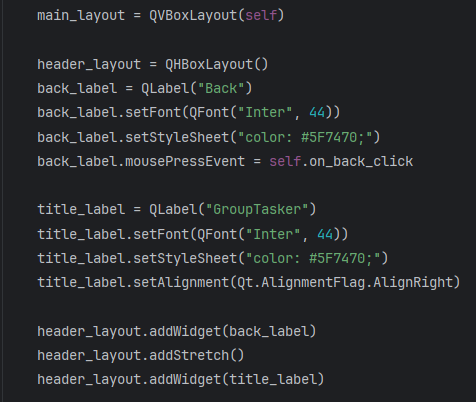 main_layout = QVBoxLayout(self)
header_layout = QHBoxLayout()
back_label = QLabel("Back")
back_label.setFont(QFont("Inter", 44))
back_label.setStyleSheet("color: #5F7470;")
back_label.mousePressEvent = self.on_back_click
title_label = QLabel("GroupTasker")
title_label.setFont(QFont("Inter", 44))
title_label.setStyleSheet("color: #5F7470;")
title_label.setAlignment(Qt.AlignmentFlag.AlignRight)
header_layout.addWidget(back_label)
header_layout.addStretch()
header_layout.addWidget(title_label)